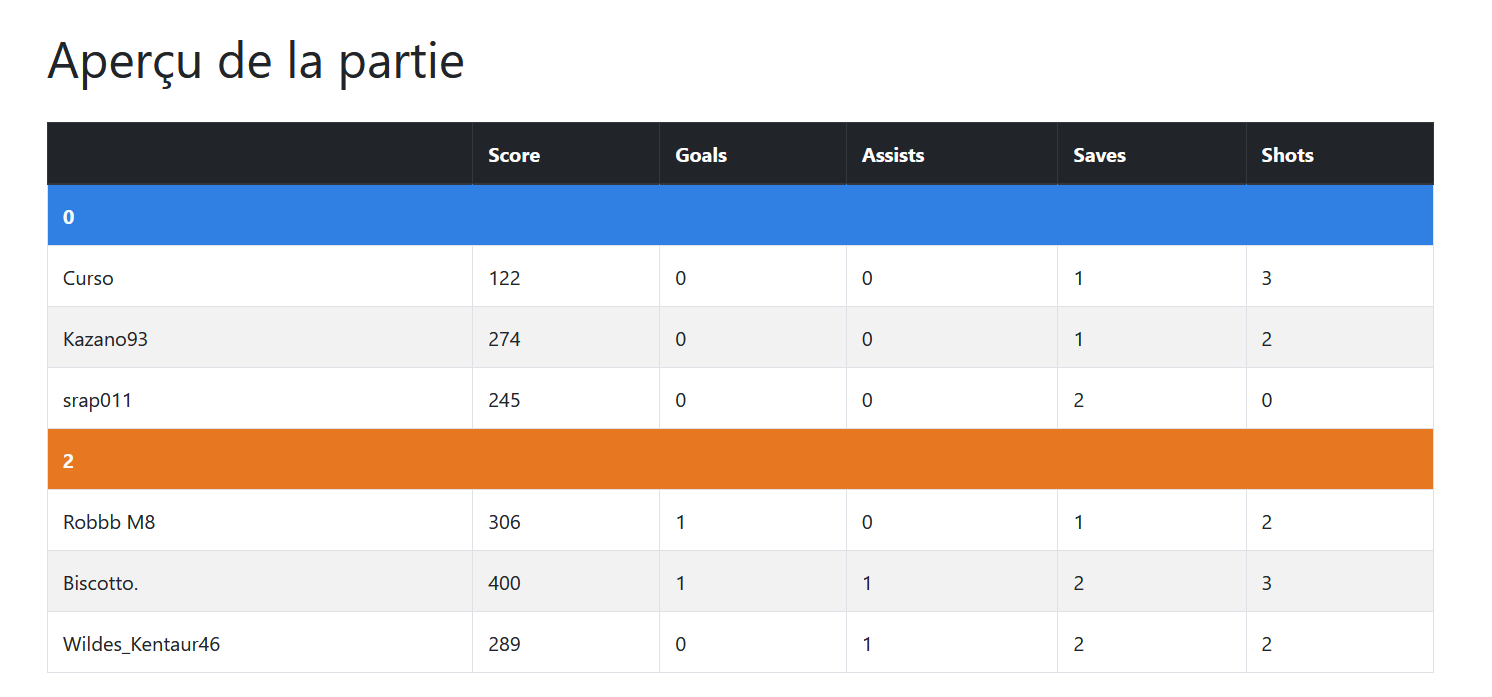 Aperçu de la partie
Score Goals Assists Saves Shots
0
Curso 122 0 0 1 3
Kazano93 274 0 0 1 2
srap011 245 0 0 2 0
2
Robbb M8 306 1 0 1 2
Biscotto. 400 1 1 2 3
Wildes_Kentaur46 289 0 1 2 2